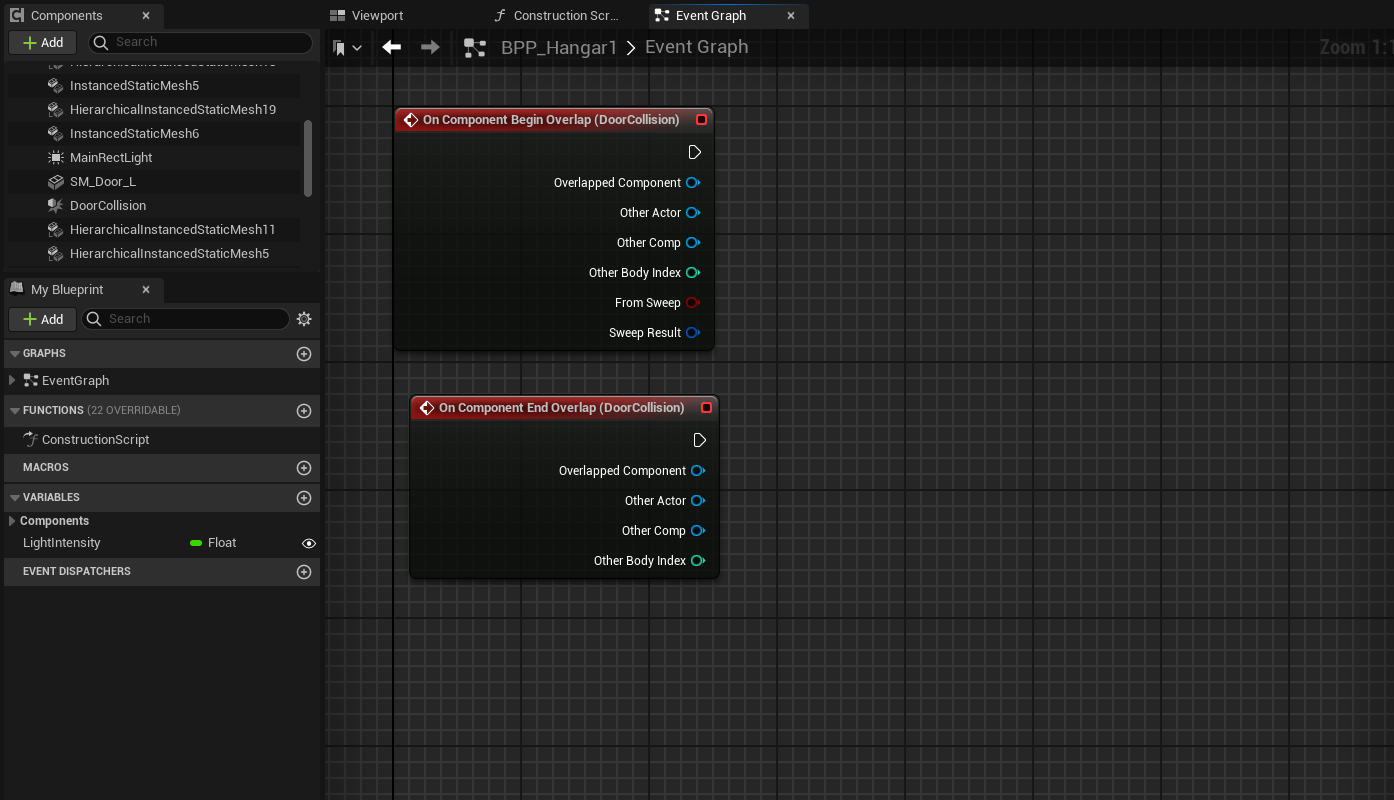 Components
Viewport
Construction Scr...
Event Graph
Add
Search
BPP_Hangar1 > Event Graph
Zoom 1:1
InstancedStaticMesh5
HierarchicalInstancedStaticMesh19
InstancedStaticMesh6
MainRectLight
SM_Door_L
DoorCollision
HierarchicalInstancedStaticMesh11
HierarchicalInstancedStaticMesh5
My Blueprint
Add
Search
GRAPHS
EventGraph
FUNCTIONS (22 OVERRIDABLE)
ConstructionScript
MACROS
VARIABLES
Components
LightIntensity Float
EVENT DISPATCHERS
On Component Begin Overlap (DoorCollision)
Overlapped Component
Other Actor
Other Comp
Other Body Index
From Sweep
Sweep Result
On Component End Overlap (DoorCollision)
Overlapped Component
Other Actor
Other Comp
Other Body Index